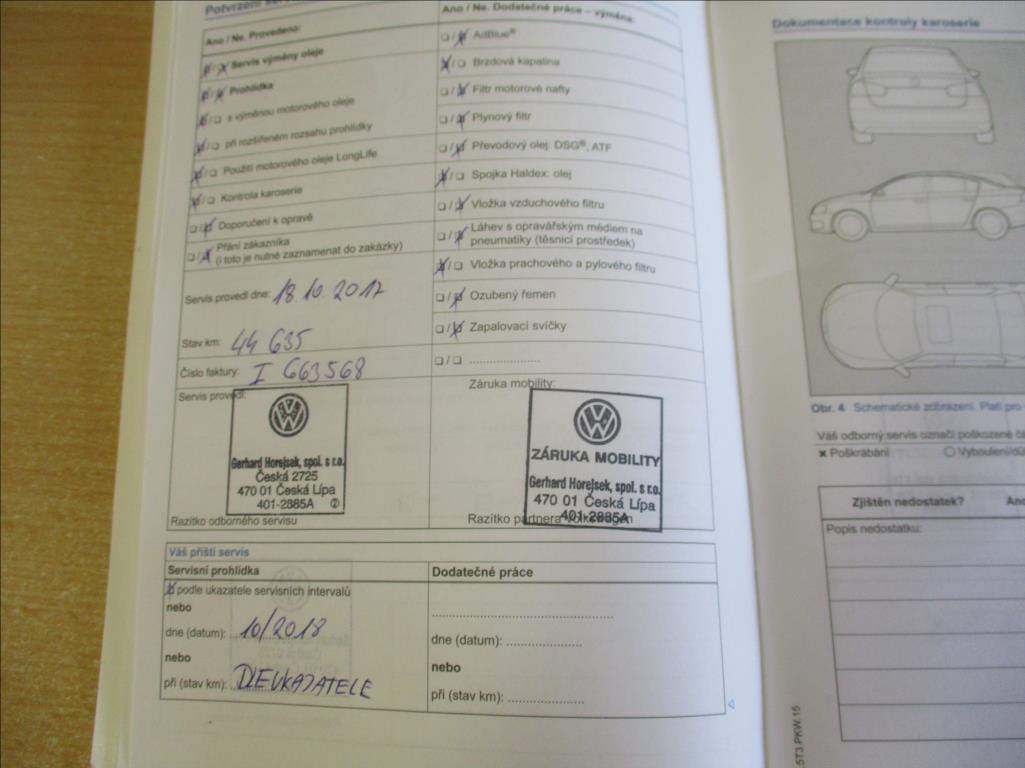 Potvrzení
Ano / Ne. Provedeno:
Servis výměny oleje
Prohlídka
s výměnou motorového oleje
při rozšířeném rozsahu prohlídky
Použití motorového oleje LongLife
Kontrola karoserie
Doporučení k opravě
Přání zákazníka
(i toto je nutné zaznamenat do zakázky)
Servis provedl dne: 18 10 2017
Stav km: 44 635
Číslo faktury: I 663568
Servis provedl:
Gerhard Horejsek, spol. s r.o.
Česká 2725
470 01 Česká Lípa
401-2885A ②
Razítko odborného servisu
Ano / Ne. Dodatečné práce – výměna:
AdBlue®
Brzdová kapalina
Filtr motorové nafty
Plynový filtr
Převodový olej: DSG®, ATF
Spojka Haldex: olej
Vložka vzduchového filtru
Láhev s opravářským médiem na
pneumatiky (těsnicí prostředek)
Vložka prachového a pylového filtru
Ozubený řemen
Zapalovací svíčky
....................
Záruka mobility:
ZÁRUKA MOBILITY
Gerhard Horejsek, spol. s r.o.
470 01 Česká Lípa
401-2885A
Razítko partnera Volkswagen
Váš příští servis
Servisní prohlídka
podle ukazatele servisních intervalů
nebo
dne (datum): 10/2018
nebo
při (stav km): DLE UKAZATELE
Dodatečné práce
dne (datum): ....................
nebo
při (stav km): ....................
Dokumentace kontroly karoserie
Obr. 4 Schematické zobrazení. Platí pro
Váš odborný servis označí poškozené
Poškrábání
Zjištěn nedostatek?
Popis nedostatku:
5T3.PKW.15